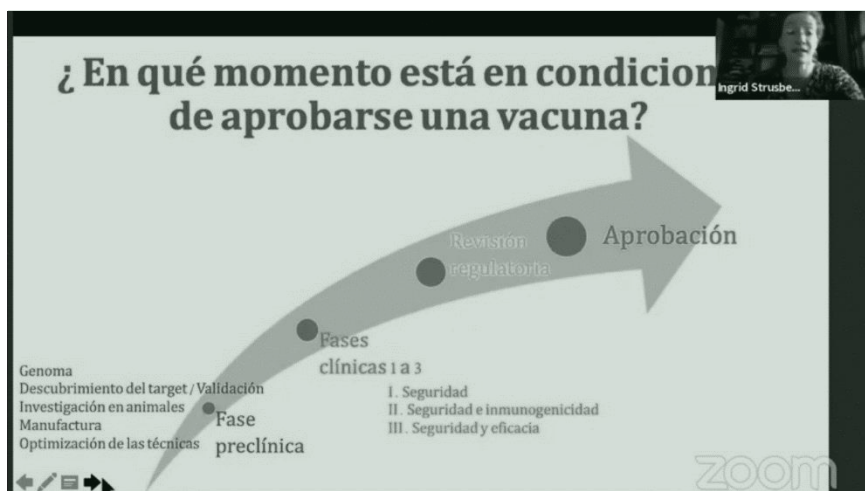 ¿ En qué momento está en condicion
de aprobarse una vacuna?
Ingrid Strusbe...
Aprobación
Revisión
regulatoria
Fases
clínicas 1 a 3
I. Seguridad
II. Seguridad e inmunogenicidad
III. Seguridad y eficacia
Genoma
Descubrimiento del target / Validación
Investigación en animales
Manufactura
Optimización de las técnicas
Fase
preclínica
zoom